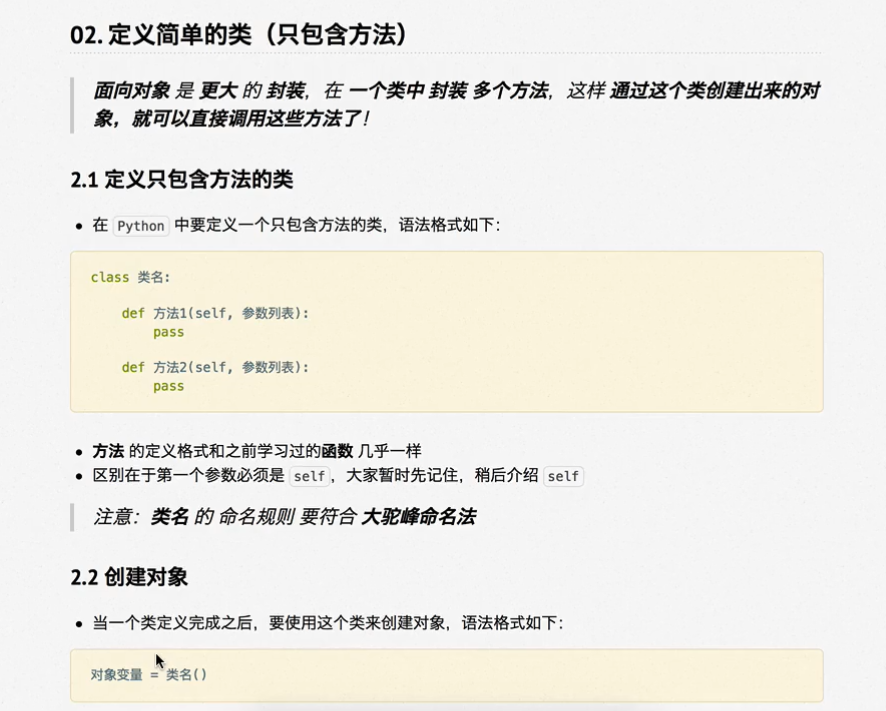 02. 定义简单的类（只包含方法）
面向对象 是 更大 的 封装，在 一个类中 封装 多个方法，这样 通过这个类创建出来的对
象，就可以直接调用这些方法了！
2.1 定义只包含方法的类
• 在 Python 中要定义一个只包含方法的类，语法格式如下：
class 类名:
def 方法1(self, 参数列表):
pass
def 方法2(self, 参数列表):
pass
• 方法 的定义格式和之前学习过的函数 几乎一样
• 区别在于第一个参数必须是 self，大家暂时先记住，稍后介绍 self
注意：类名 的 命名规则 要符合 大驼峰命名法
2.2 创建对象
• 当一个类定义完成之后，要使用这个类来创建对象，语法格式如下：
对象变量 = 类名()